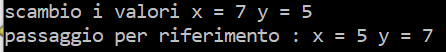 scambio i valori x = 7 y = 5
passaggio per riferimento : x = 5 y = 7